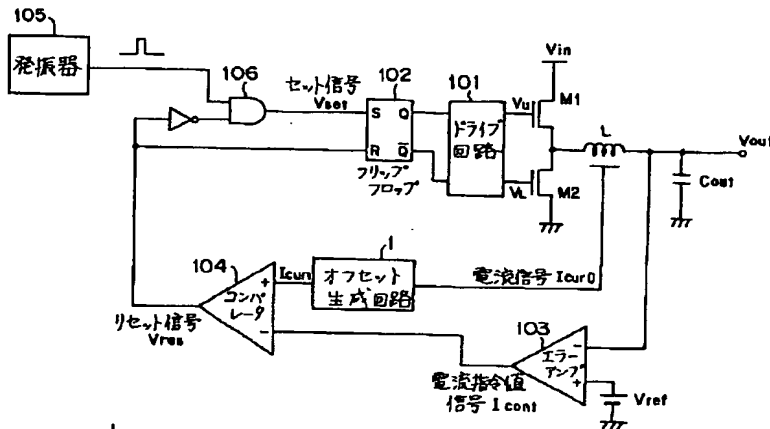 105
発振器
106
セット信号
Vset
102
S Q
R Q̅
フリップ
フロップ
101
ドライブ
回路
Vu
VL
Vin
M1
M2
L
Vout
Cout
104
コンパ
レータ
+
−
Icur1
1
オフセット
生成回路
電流信号 Icur0
リセット信号
Vres
103
エラー
アンプ
−
+
電流指令値
信号 Icont
Vref